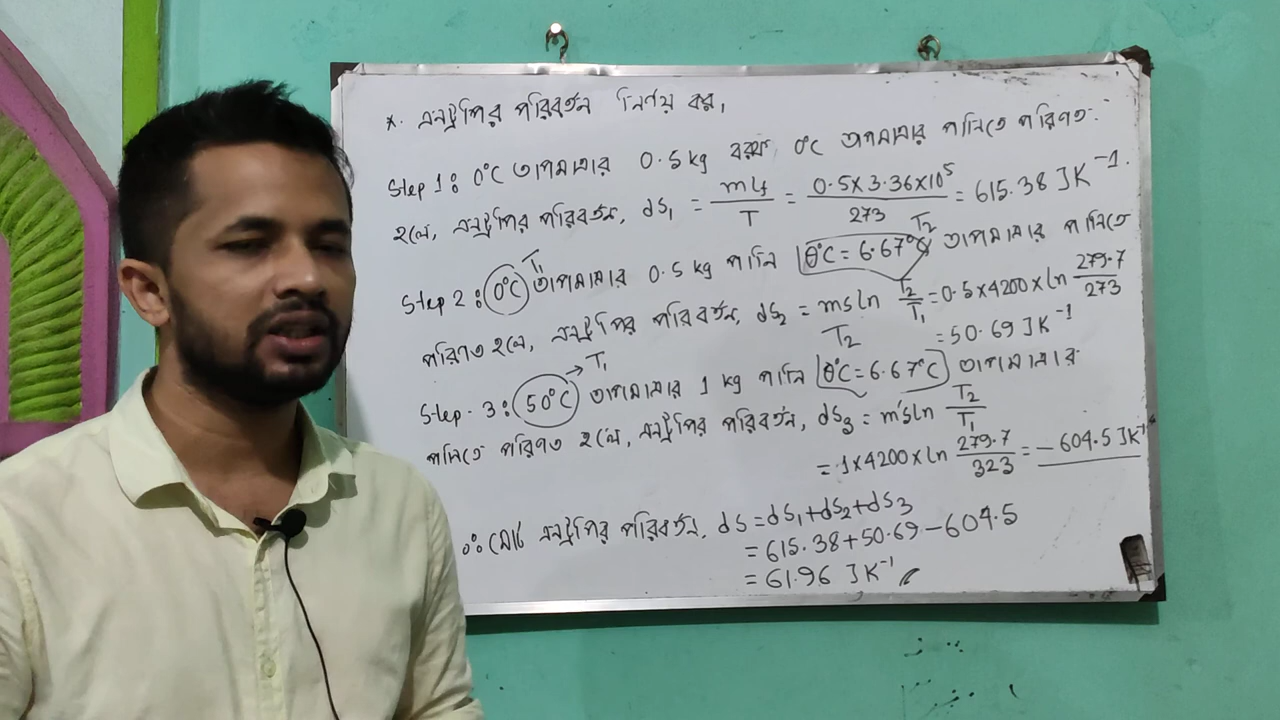 * এনট্রপির পরিবর্তন নির্ণয় কর,
Step 1: 0°C তাপমাত্রার 0.5 kg বরফ 0°C তাপমাত্রার পানিতে পরিণত
হলে, এনট্রপির পরিবর্তন, dS₁ = mLf/T = 0.5×3.36×10⁵/273 = 615.38 JK⁻¹.
Step 2: 0°C T₁ তাপমাত্রার 0.5 kg পানি θ°C = 6.67°C T₂ তাপমাত্রার পানিতে
পরিণত হলে, এনট্রপির পরিবর্তন, dS₂ = ms ln T₂/T₁ = 0.5×4200×ln 279.7/273
= 50.69 JK⁻¹
Step-3: 50°C → T₁ তাপমাত্রার 1 kg পানি θ°C = 6.67°C T₂ তাপমাত্রার
পানিতে পরিণত হলে, এনট্রপির পরিবর্তন, dS₃ = m's ln T₂/T₁
= 1×4200×ln 279.7/323 = − 604.5 JK⁻¹
∴ মোট এনট্রপির পরিবর্তন, dS = dS₁+dS₂+dS₃
= 615.38+50.69−604.5
= 61.96 JK⁻¹